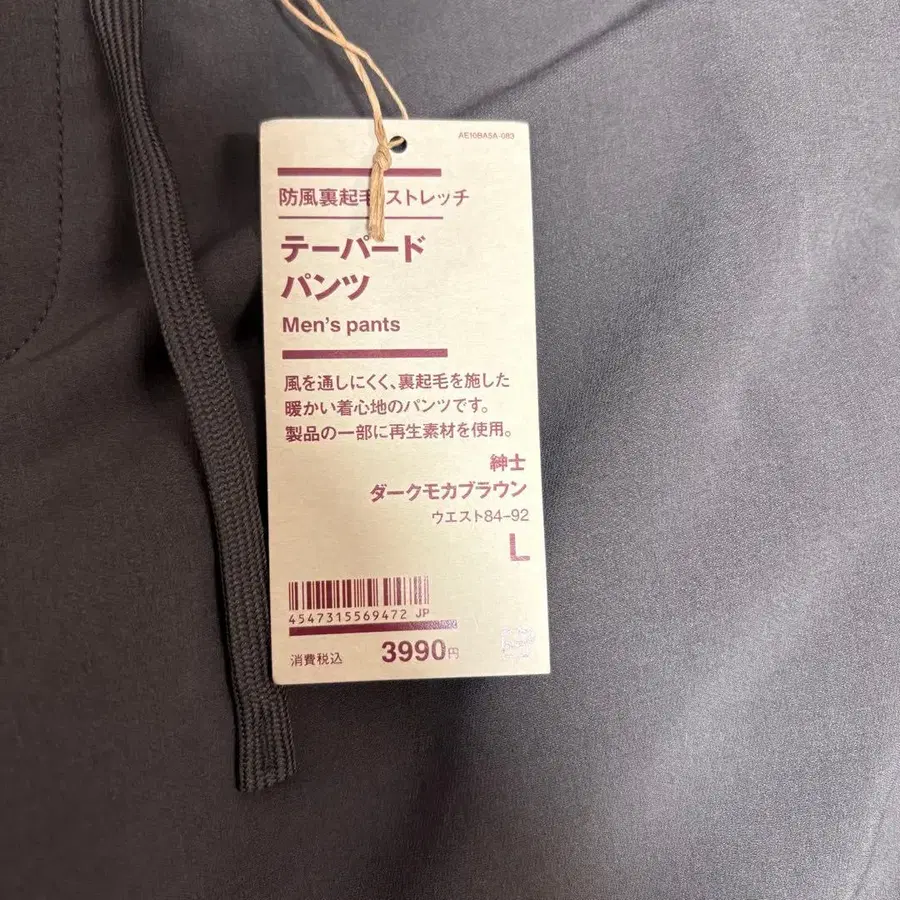 AE10BA5A-083
防風裏起毛ストレッチ
テーパード
パンツ
Men's pants
風を通しにくく、裏起毛を施した
暖かい着心地のパンツです。
製品の一部に再生素材を使用。
紳士
ダークモカブラウン
ウエスト84-92
L
4547315569472 JP
消費税込 3990円